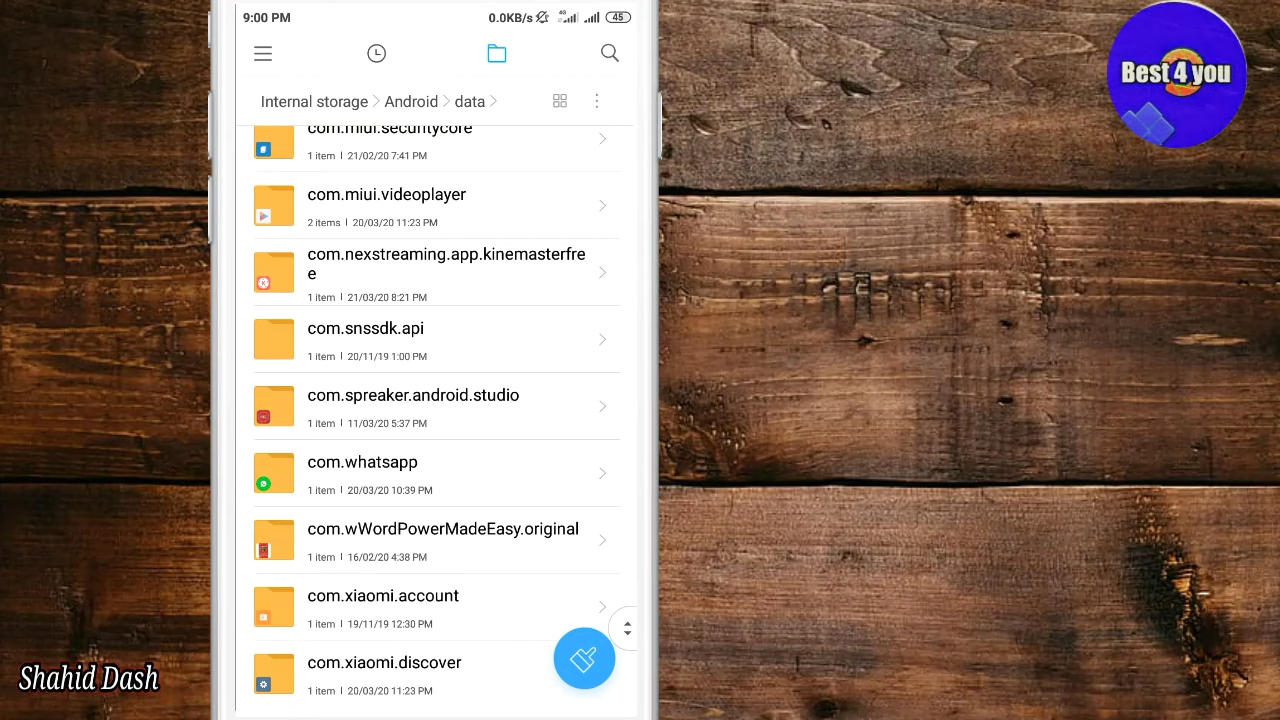 9:00 PM
0.0KB/s
4G
45
Best 4 you
Internal storage
Android
data
com.miui.securitycore
1 item | 21/02/20 7:41 PM
com.miui.videoplayer
2 items | 20/03/20 11:23 PM
com.nexstreaming.app.kinemasterfre
e
1 item | 21/03/20 8:21 PM
com.snssdk.api
1 item | 20/11/19 1:00 PM
com.spreaker.android.studio
1 item | 11/03/20 5:37 PM
com.whatsapp
1 item | 20/03/20 10:39 PM
com.wWordPowerMadeEasy.original
1 item | 16/02/20 4:38 PM
com.xiaomi.account
1 item | 19/11/19 12:30 PM
com.xiaomi.discover
1 item | 20/03/20 11:23 PM
Shahid Dash